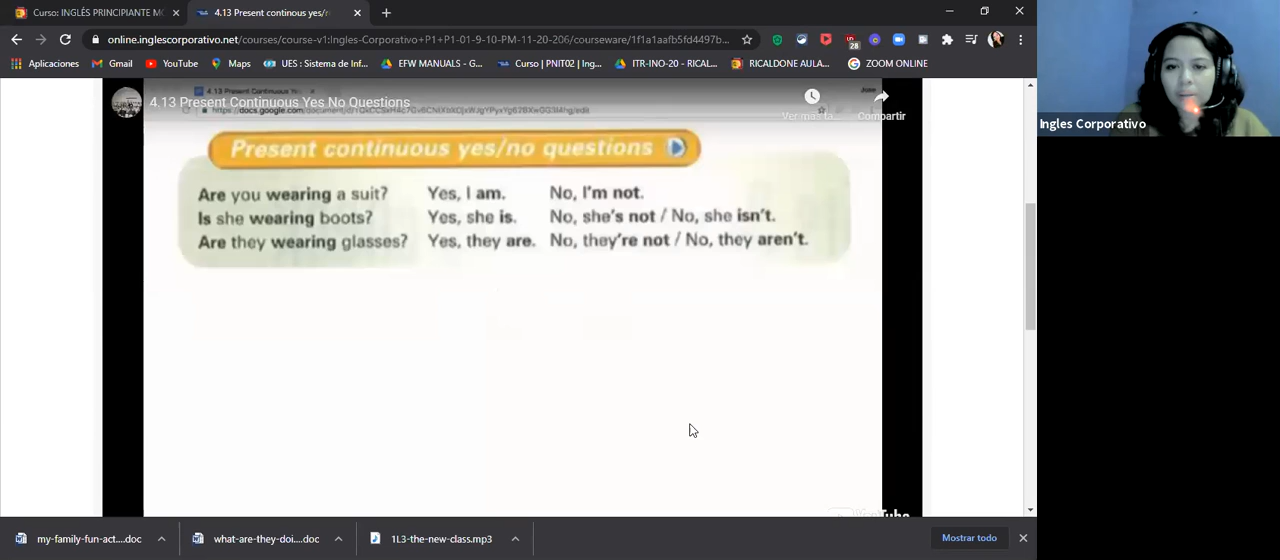 Curso: INGLÉS PRINCIPIANTE MO
4.13 Present continous yes/n
online.inglescorporativo.net/courses/course-v1:Ingles-Corporativo+P1+P1-01-9-10-PM-11-20-206/courseware/1f1a1aafb5fd4497b...
28
Aplicaciones
Gmail
YouTube
Maps
UES : Sistema de Inf...
EFW MANUALS - G...
Curso | PNIT02 | Ing...
ITR-INO-20 - RICAL...
RICALDONE AULA...
ZOOM ONLINE
4.13 Present Continuous Yes No Questions
Ver más ta...
Compartir
Present continuous yes/no questions
Are you wearing a suit? Yes, I am. No, I'm not.
Is she wearing boots? Yes, she is. No, she's not / No, she isn't.
Are they wearing glasses? Yes, they are. No, they're not / No, they aren't.
Ingles Corporativo
YouTube
my-family-fun-act....doc
what-are-they-doi....doc
1L3-the-new-class.mp3
Mostrar todo